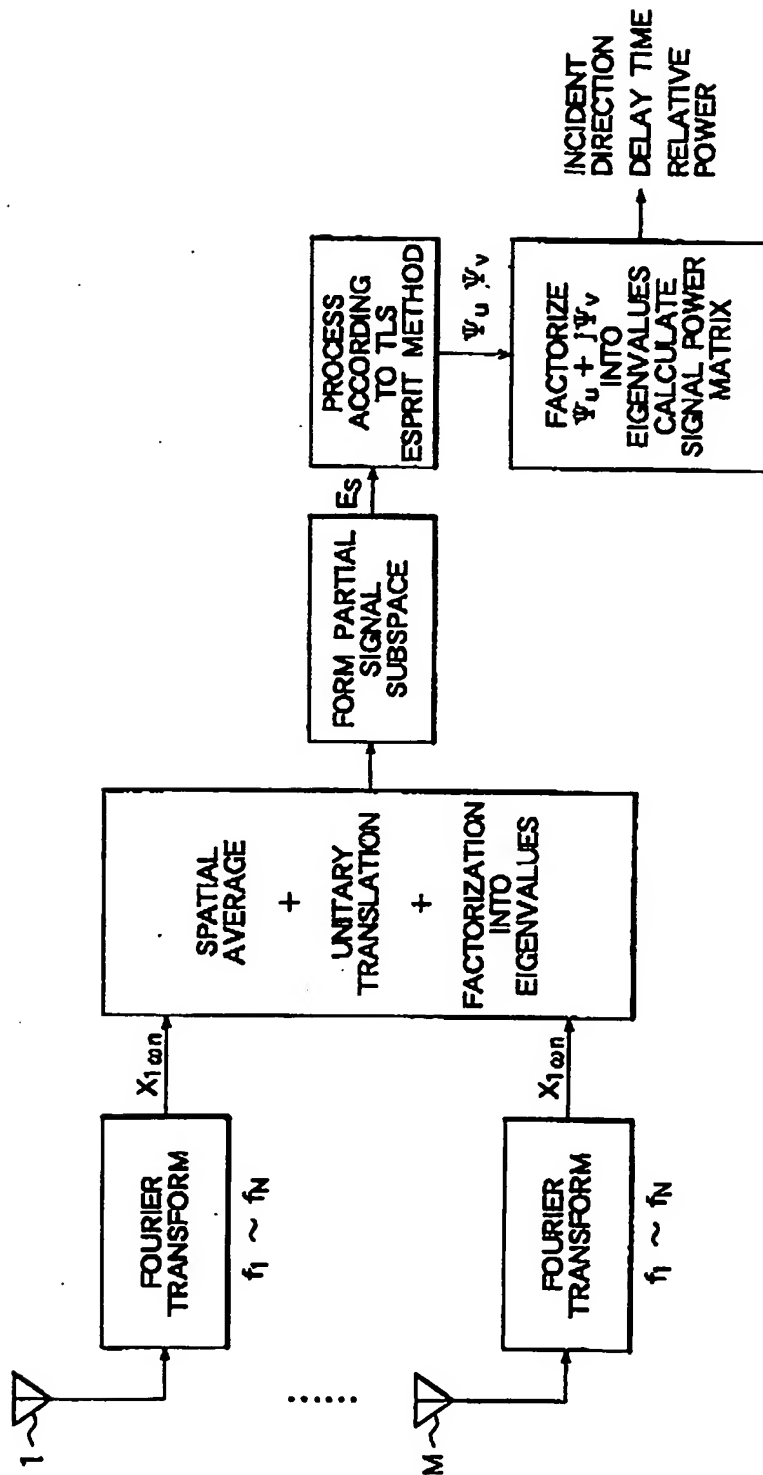 1
FOURIER
TRANSFORM
f1 ~ fN
X1ωn
......
M
FOURIER
TRANSFORM
f1 ~ fN
X1ωn
SPATIAL
AVERAGE
+
UNITARY
TRANSLATION
+
FACTORIZATION
INTO
EIGENVALUES
FORM PARTIAL
SIGNAL
SUBSPACE
ES
PROCESS
ACCORDING
TO TLS
ESPRIT METHOD
Ψu, Ψv
FACTORIZE
Ψu + jΨv
INTO
EIGENVALUES
CALCULATE
SIGNAL POWER
MATRIX
INCIDENT
DIRECTION
DELAY TIME
RELATIVE
POWER